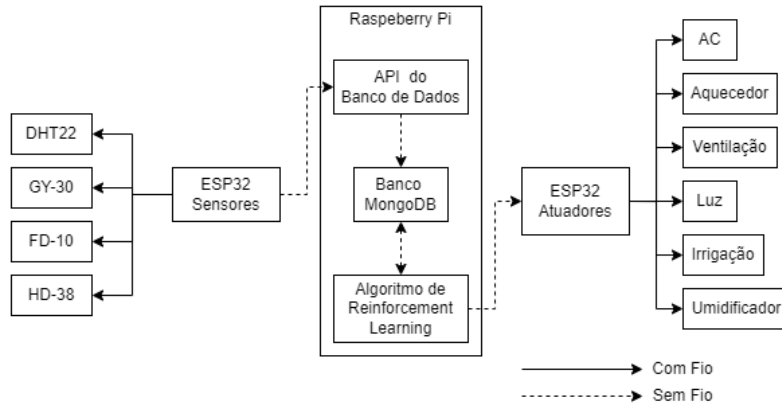 Raspeberry Pi
API do
Banco de Dados
Banco
MongoDB
Algoritmo de
Reinforcement
Learning
DHT22
GY-30
FD-10
HD-38
ESP32
Sensores
ESP32
Atuadores
AC
Aquecedor
Ventilação
Luz
Irrigação
Umidificador
Com Fio
Sem Fio